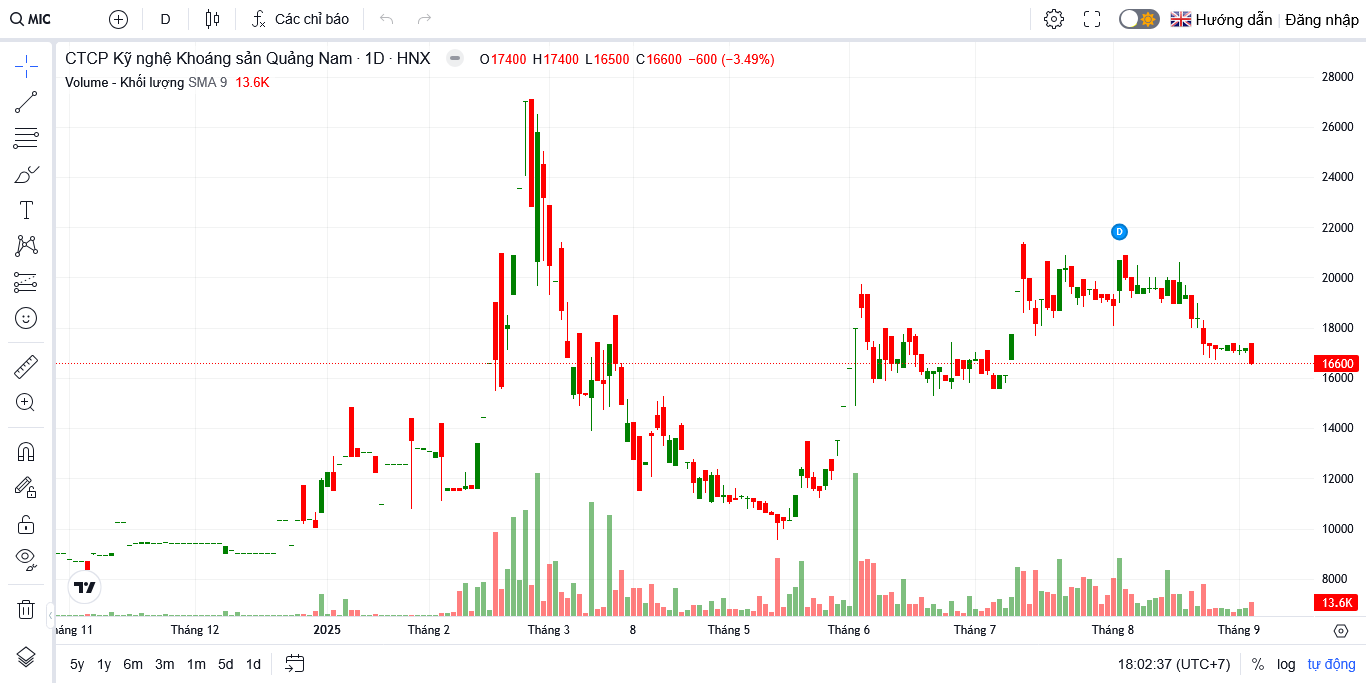 MIC D Các chỉ báo Hướng dẫn Đăng nhập
CTCP Kỹ nghệ Khoáng sản Quảng Nam · 1D · HNX O17400 H17400 L16500 C16600 −600 (−3.49%)
Volume - Khối lượng SMA 9 13.6K
28000
26000
24000
22000
D
20000
18000
16600
16000
14000
12000
10000
8000
13.6K
háng 11 Tháng 12 2025 Tháng 2 Tháng 3 8 Tháng 5 Tháng 6 Tháng 7 Tháng 8 Tháng 9
5y 1y 6m 3m 1m 5d 1d 18:02:37 (UTC+7) % log tự động